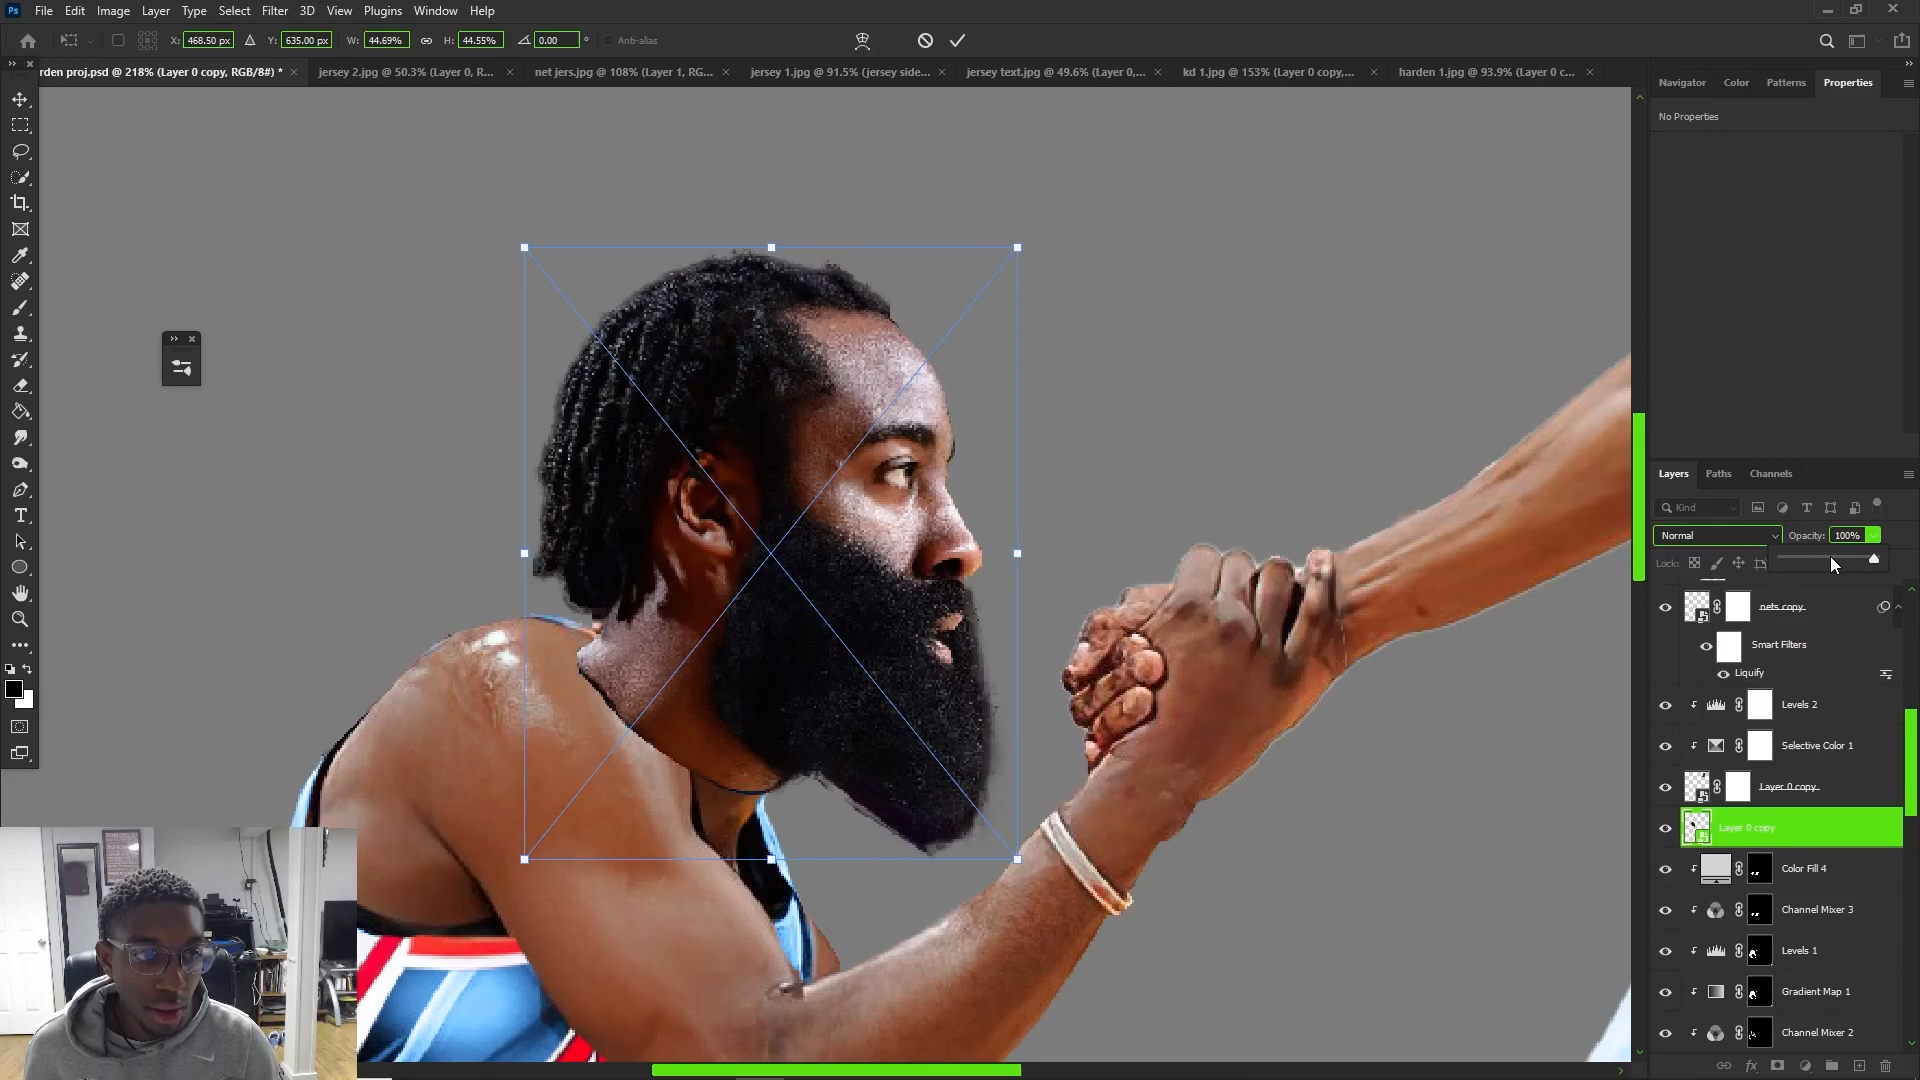 Ps File Edit Image Layer Type Select Filter 3D View Plugins Window Help
X: 468.50 px Y: 635.00 px W: 44.69% H: 44.55% 0.00 ° Anti-alias
rden proj.psd @ 218% (Layer 0 copy, RGB/8#) * jersey 2.jpg @ 50.3% (Layer 0, R... net jers.jpg @ 108% (Layer 1, RG... jersey 1.jpg @ 91.5% (jersey side... jersey text.jpg @ 49.6% (Layer 0,... kd 1.jpg @ 153% (Layer 0 copy,... harden 1.jpg @ 93.9% (Layer 0 c...
Navigator Color Patterns Properties
No Properties
Layers Paths Channels
Kind
Normal Opacity: 100%
Lock:
nets copy
Smart Filters
Liquify
Levels 2
Selective Color 1
Layer 0 copy
Layer 0 copy
Color Fill 4
Channel Mixer 3
Levels 1
Gradient Map 1
Channel Mixer 2